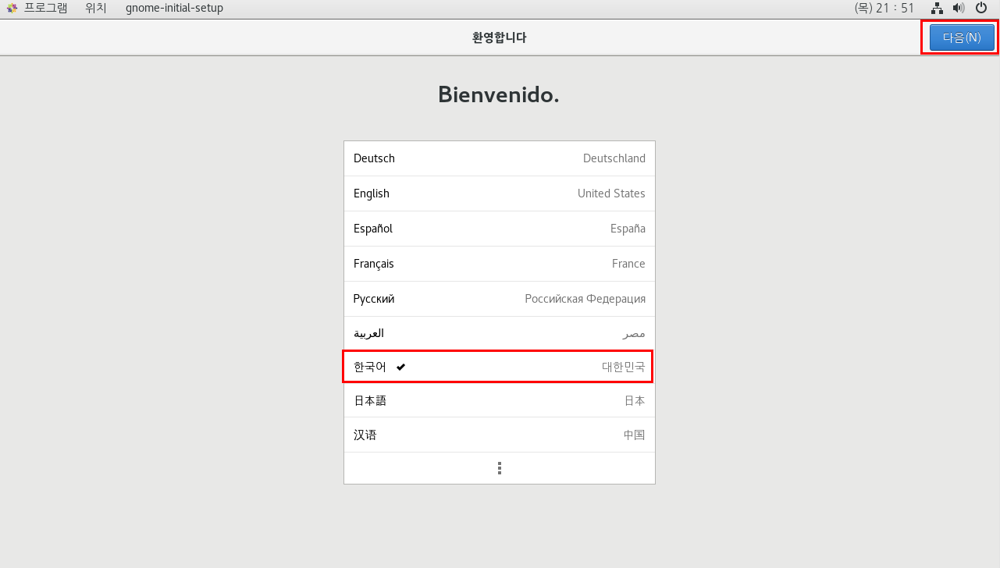 프로그램 위치 gnome-initial-setup (목) 21 : 51
환영합니다 다음(N)
Bienvenido.
Deutsch Deutschland
English United States
Español España
Français France
Русский Российская Федерация
العربية مصر
한국어 대한민국
日本語 日本
汉语 中国